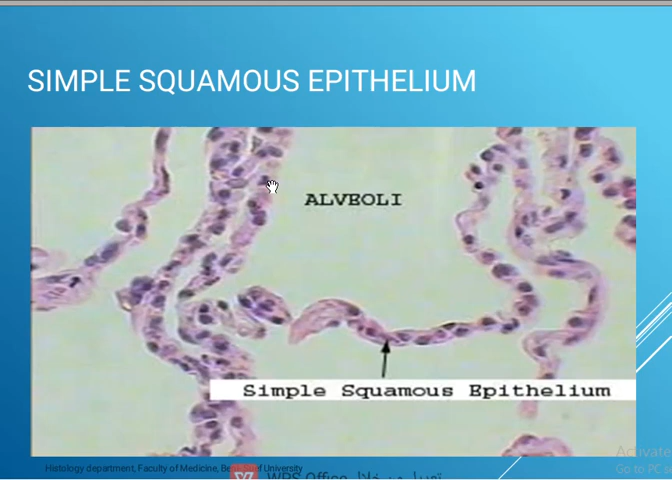 SIMPLE SQUAMOUS EPITHELIUM
ALVEOLI
Simple Squamous Epithelium
Activate
Go to PC s
Histology department, Faculty of Medicine, Be University
WPS Office